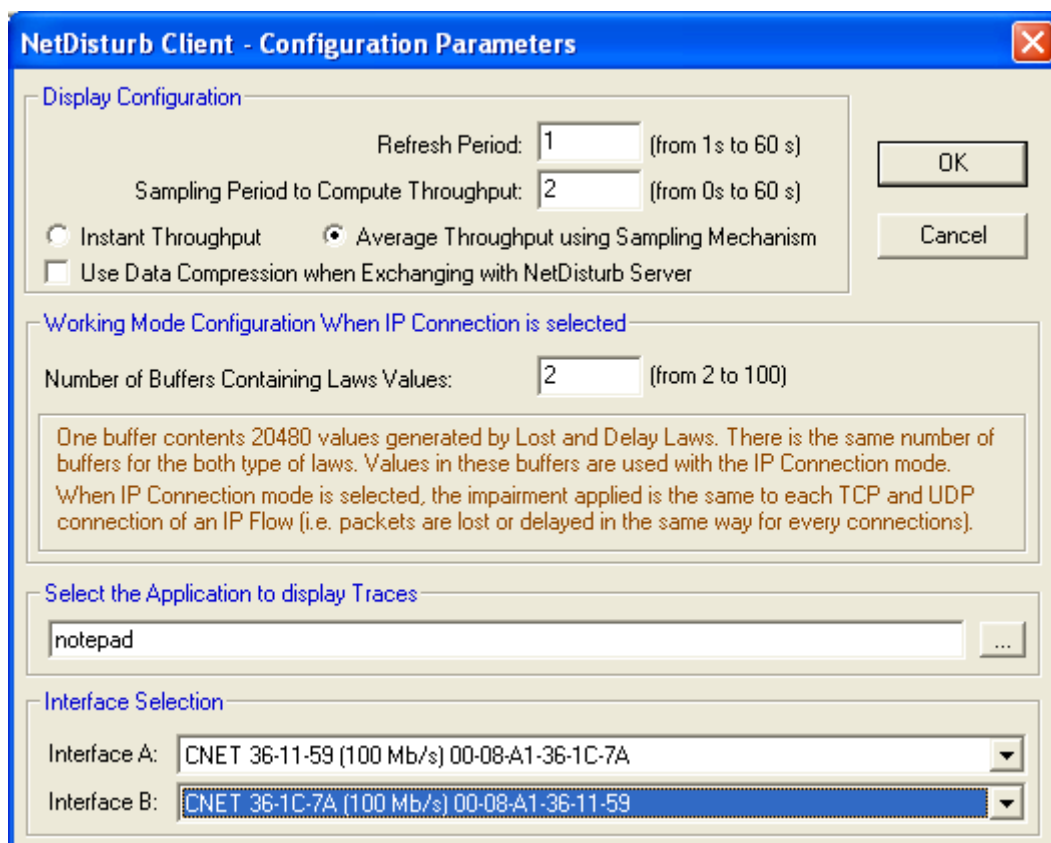 NetDisturb Client - Configuration Parameters
Display Configuration
Refresh Period: 1 (from 1s to 60 s)
OK
Sampling Period to Compute Throughput: 2 (from 0s to 60 s)
Instant Throughput Average Throughput using Sampling Mechanism
Cancel
Use Data Compression when Exchanging with NetDisturb Server
Working Mode Configuration When IP Connection is selected
Number of Buffers Containing Laws Values: 2 (from 2 to 100)
One buffer contents 20480 values generated by Lost and Delay Laws. There is the same number of
buffers for the both type of laws. Values in these buffers are used with the IP Connection mode.
When IP Connection mode is selected, the impairment applied is the same to each TCP and UDP
connection of an IP Flow (i.e. packets are lost or delayed in the same way for every connections).
Select the Application to display Traces
notepad ...
Interface Selection
Interface A: CNET 36-11-59 (100 Mb/s) 00-08-A1-36-1C-7A
Interface B: CNET 36-1C-7A (100 Mb/s) 00-08-A1-36-11-59